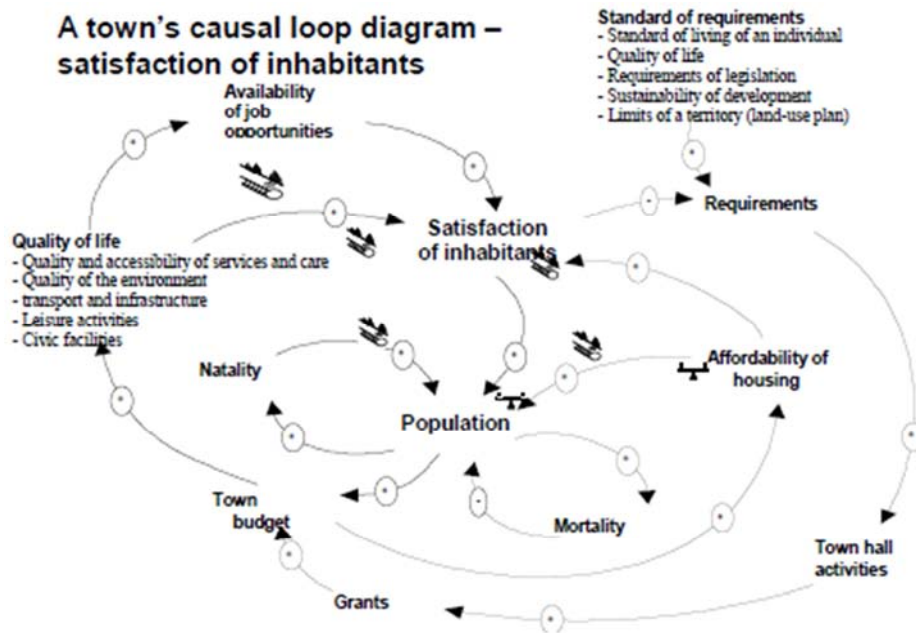 A town's causal loop diagram –
satisfaction of inhabitants
Standard of requirements
- Standard of living of an individual
- Quality of life
- Requirements of legislation
- Sustainability of development
- Limits of a territory (land-use plan)
Availability
of job
opportunities
Satisfaction
of inhabitants
Requirements
Quality of life
- Quality and accessibility of services and care
- Quality of the environment
- transport and infrastructure
- Leisure activities
- Civic facilities
Natality
Affordability of
housing
Population
Town
budget
Mortality
Town hall
activities
Grants